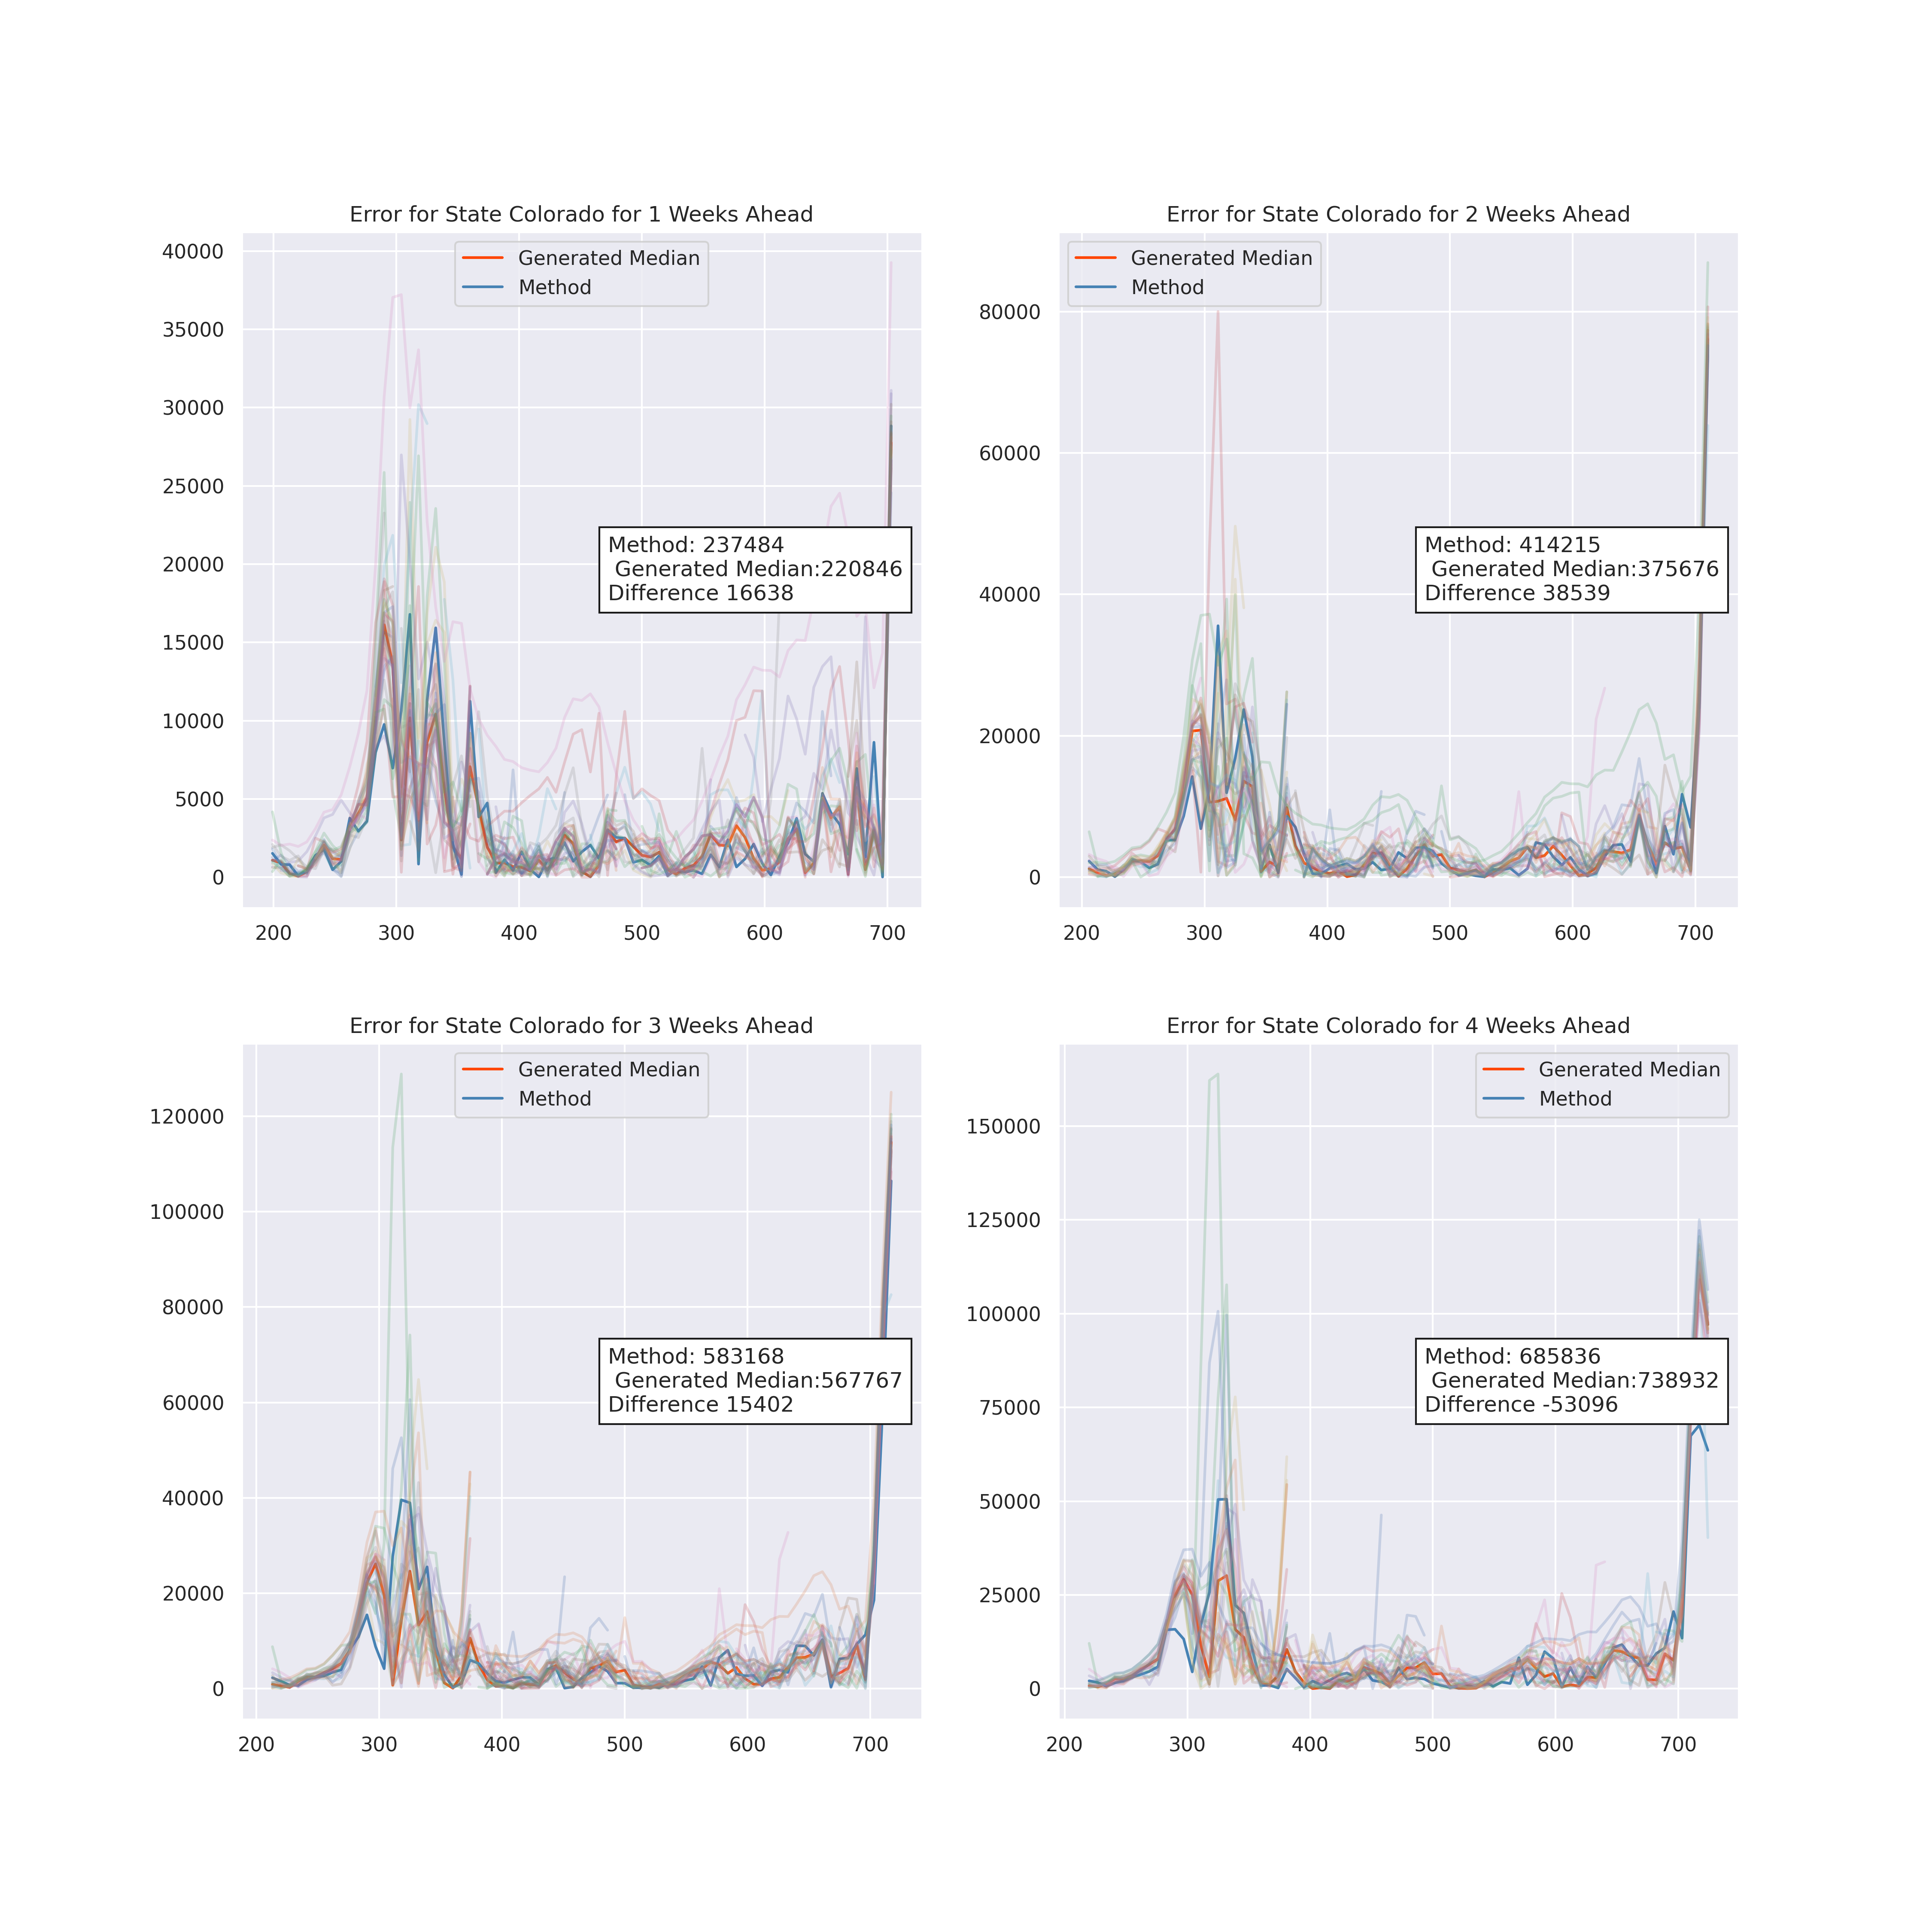 Error for State Colorado for 1 Weeks Ahead
Generated Median
Method
40000
35000
30000
25000
20000
15000
10000
5000
0
Method: 237484
Generated Median:220846
Difference 16638
200 300 400 500 600 700
Error for State Colorado for 2 Weeks Ahead
Generated Median
Method
80000
60000
40000
20000
0
Method: 414215
Generated Median:375676
Difference 38539
200 300 400 500 600 700
Error for State Colorado for 3 Weeks Ahead
Generated Median
Method
120000
100000
80000
60000
40000
20000
0
Method: 583168
Generated Median:567767
Difference 15402
200 300 400 500 600 700
Error for State Colorado for 4 Weeks Ahead
Generated Median
Method
150000
125000
100000
75000
50000
25000
0
Method: 685836
Generated Median:738932
Difference -53096
200 300 400 500 600 700